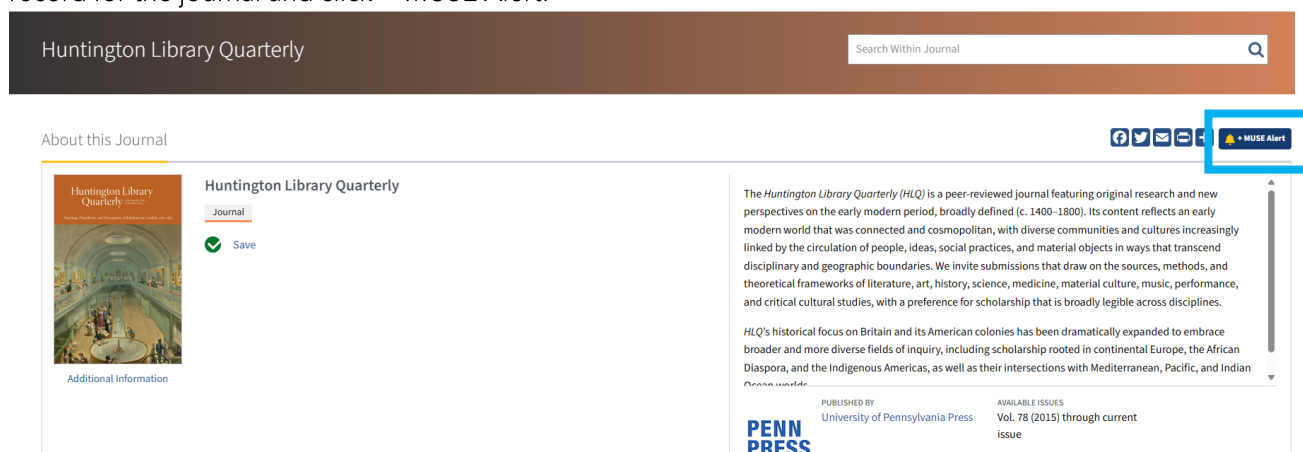 Huntington Library Quarterly
Search Within Journal
About this Journal
+ MUSE Alert
Huntington Library
Quarterly
Huntington Library Quarterly
Journal
Save
Additional Information
The Huntington Library Quarterly (HLQ) is a peer-reviewed journal featuring original research and new
perspectives on the early modern period, broadly defined (c. 1400–1800). Its content reflects an early
modern world that was connected and cosmopolitan, with diverse communities and cultures increasingly
linked by the circulation of people, ideas, social practices, and material objects in ways that transcend
disciplinary and geographic boundaries. We invite submissions that draw on the sources, methods, and
theoretical frameworks of literature, art, history, science, medicine, material culture, music, performance,
and critical cultural studies, with a preference for scholarship that is broadly legible across disciplines.
HLQ's historical focus on Britain and its American colonies has been dramatically expanded to embrace
broader and more diverse fields of inquiry, including scholarship rooted in continental Europe, the African
Diaspora, and the Indigenous Americas, as well as their intersections with Mediterranean, Pacific, and Indian
Ocean worlds
PUBLISHED BY
University of Pennsylvania Press
AVAILABLE ISSUES
Vol. 78 (2015) through current
issue
PENN
PRESS